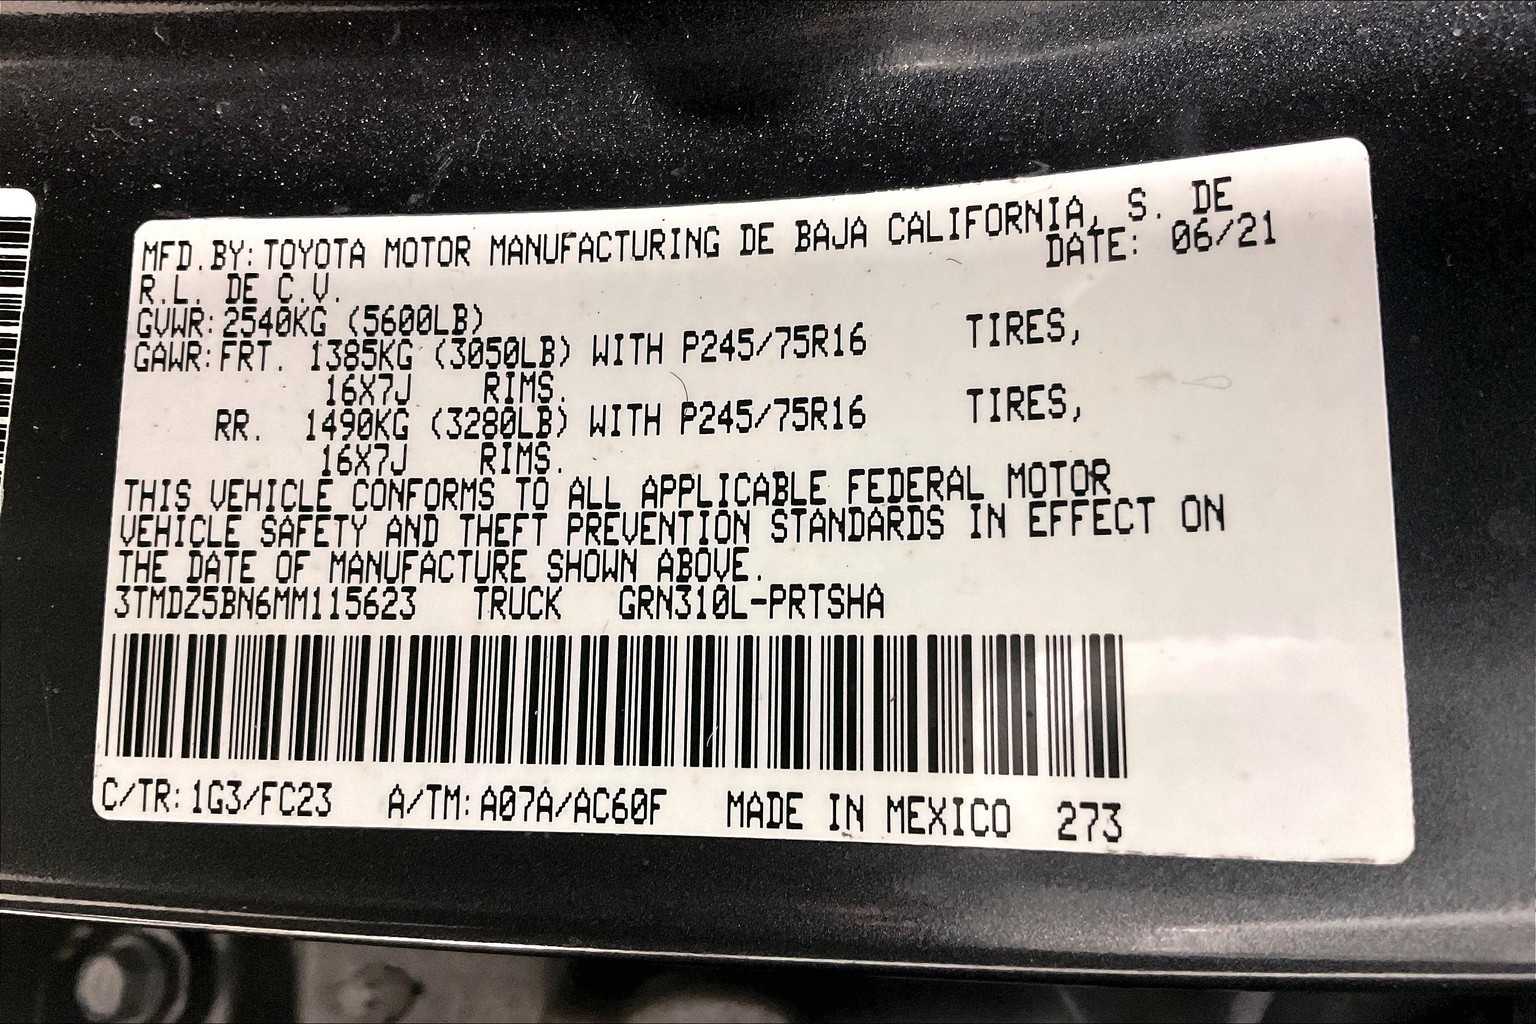 MFD.BY: TOYOTA MOTOR MANUFACTURING DE BAJA CALIFORNIA, S. DE
R.L. DE C.V. DATE: 06/21
GVWR: 2540KG (5600LB)
GAWR: FRT. 1385KG (3050LB) WITH P245/75R16 TIRES,
16X7J RIMS.
RR. 1490KG (3280LB) WITH P245/75R16 TIRES,
16X7J RIMS.
THIS VEHICLE CONFORMS TO ALL APPLICABLE FEDERAL MOTOR
VEHICLE SAFETY AND THEFT PREVENTION STANDARDS IN EFFECT ON
THE DATE OF MANUFACTURE SHOWN ABOVE.
3TMDZ5BN6MM115623 TRUCK GRN310L-PRTSHA
C/TR: 1G3/FC23 A/TM: A07A/AC60F MADE IN MEXICO 273